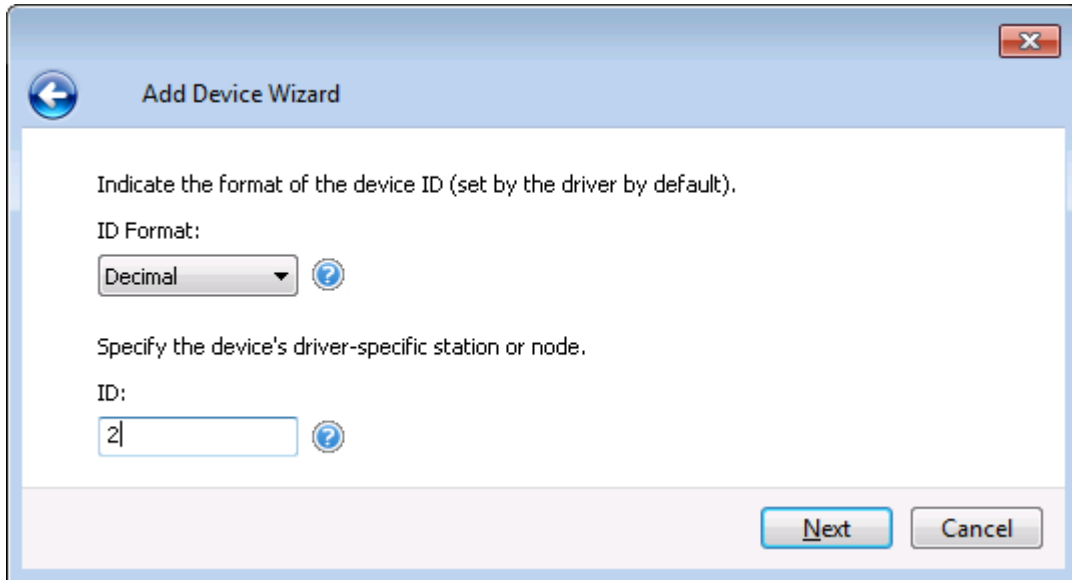 Add Device Wizard
Indicate the format of the device ID (set by the driver by default).
ID Format:
Decimal
Specify the device's driver-specific station or node.
ID:
2
Next Cancel